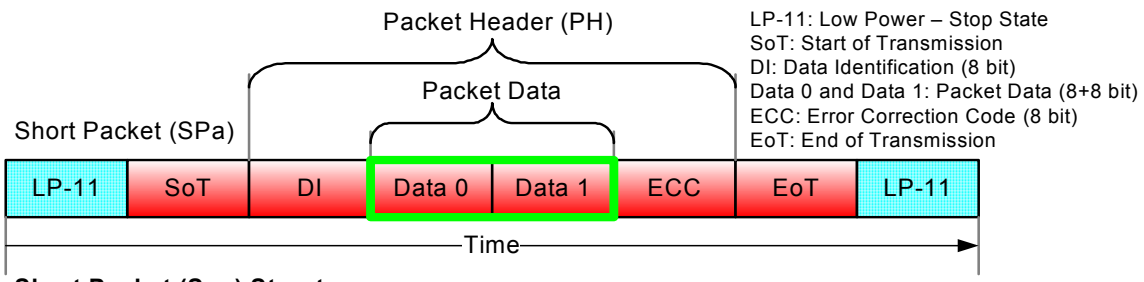 Packet Header (PH)
Packet Data
LP-11: Low Power – Stop State
SoT: Start of Transmission
DI: Data Identification (8 bit)
Data 0 and Data 1: Packet Data (8+8 bit)
ECC: Error Correction Code (8 bit)
EoT: End of Transmission
Short Packet (SPa)
LP-11 SoT DI Data 0 Data 1 ECC EoT LP-11
Time